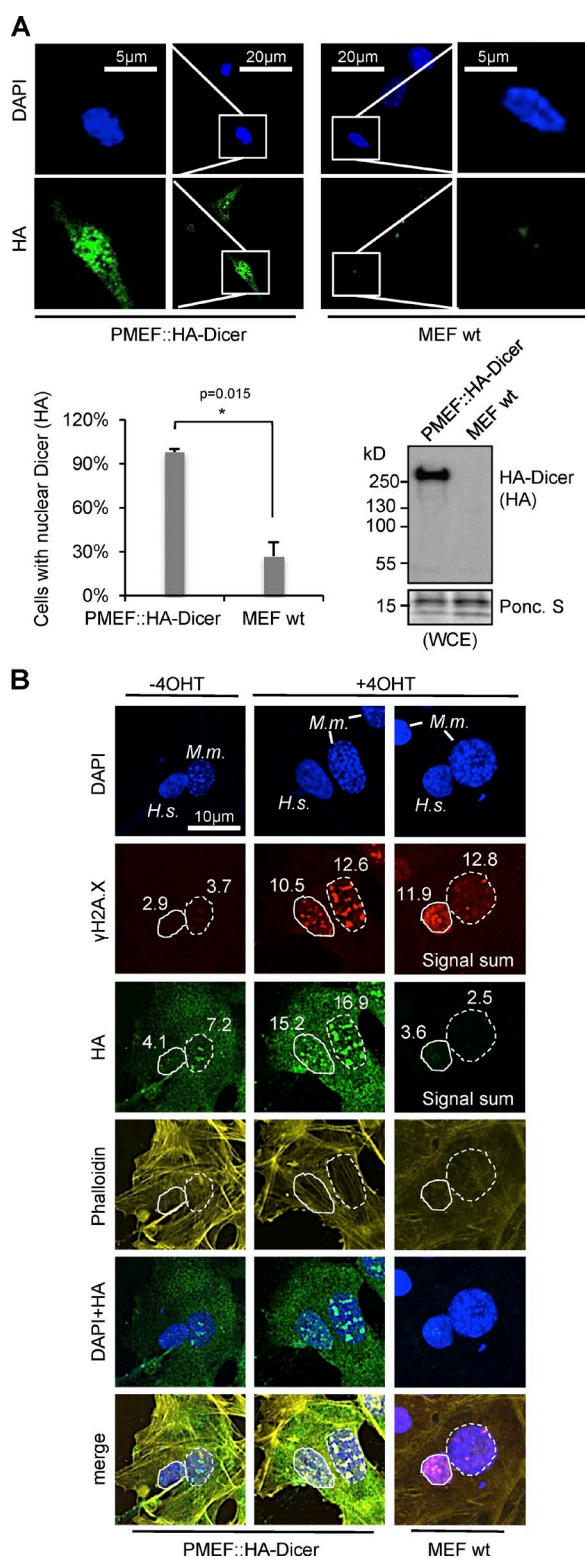 A
5µm
20µm
20µm
5µm
DAPI
HA
PMEF::HA-Dicer
MEF wt
p=0.015
*
Cells with nuclear Dicer (HA)
120%
90%
60%
30%
0%
PMEF::HA-Dicer
MEF wt
PMEF::HA-Dicer
MEF wt
kD
250
130
100
55
15
HA-Dicer
(HA)
Ponc. S
(WCE)
B
-4OHT
+4OHT
DAPI
M.m.
H.s.
10µm
M.m.
H.s.
M.m.
H.s.
γH2A.X
2.9
3.7
10.5
12.6
11.9
12.8
Signal sum
HA
4.1
7.2
15.2
16.9
3.6
2.5
Signal sum
Phalloidin
DAPI+HA
merge
PMEF::HA-Dicer
MEF wt